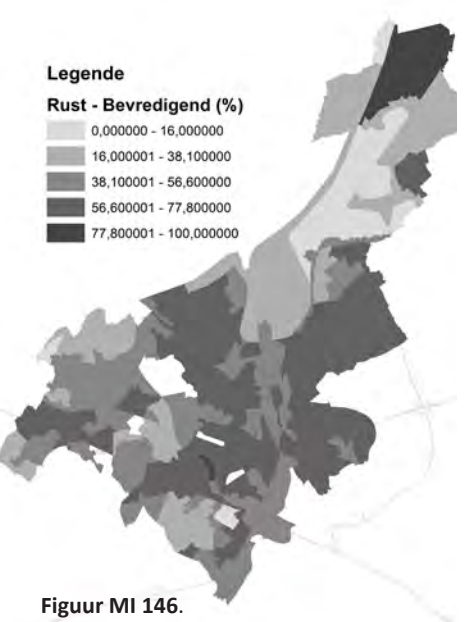 Legende
Rust - Bevredigend (%)
0,000000 - 16,000000
16,000001 - 38,100000
38,100001 - 56,600000
56,600001 - 77,800000
77,800001 - 100,000000
Figuur MI 146.